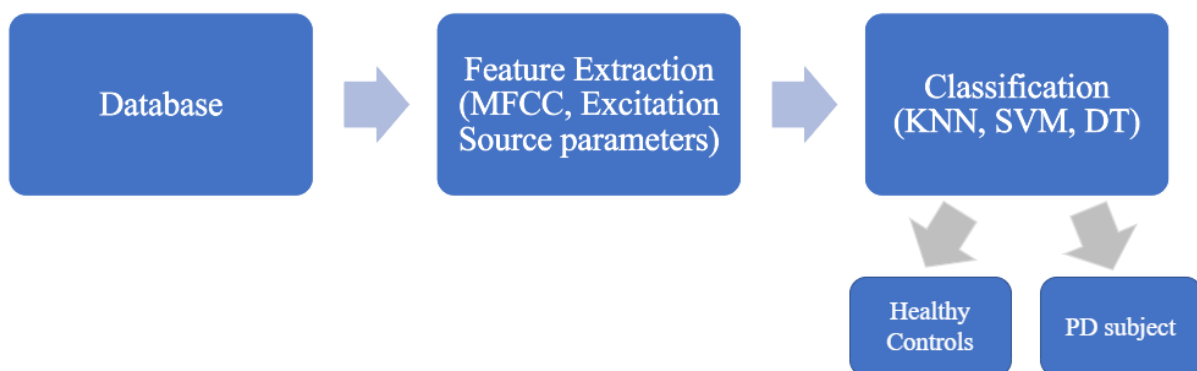 Database
Feature Extraction
(MFCC, Excitation
Source parameters)
Classification
(KNN, SVM, DT)
Healthy
Controls
PD subject